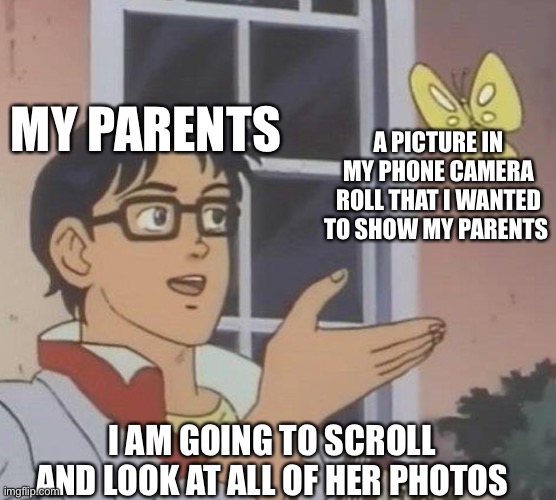 MY PARENTS
A PICTURE IN
MY PHONE CAMERA
ROLL THAT I WANTED
TO SHOW MY PARENTS
I AM GOING TO SCROLL
AND LOOK AT ALL OF HER PHOTOS
imgflip.com